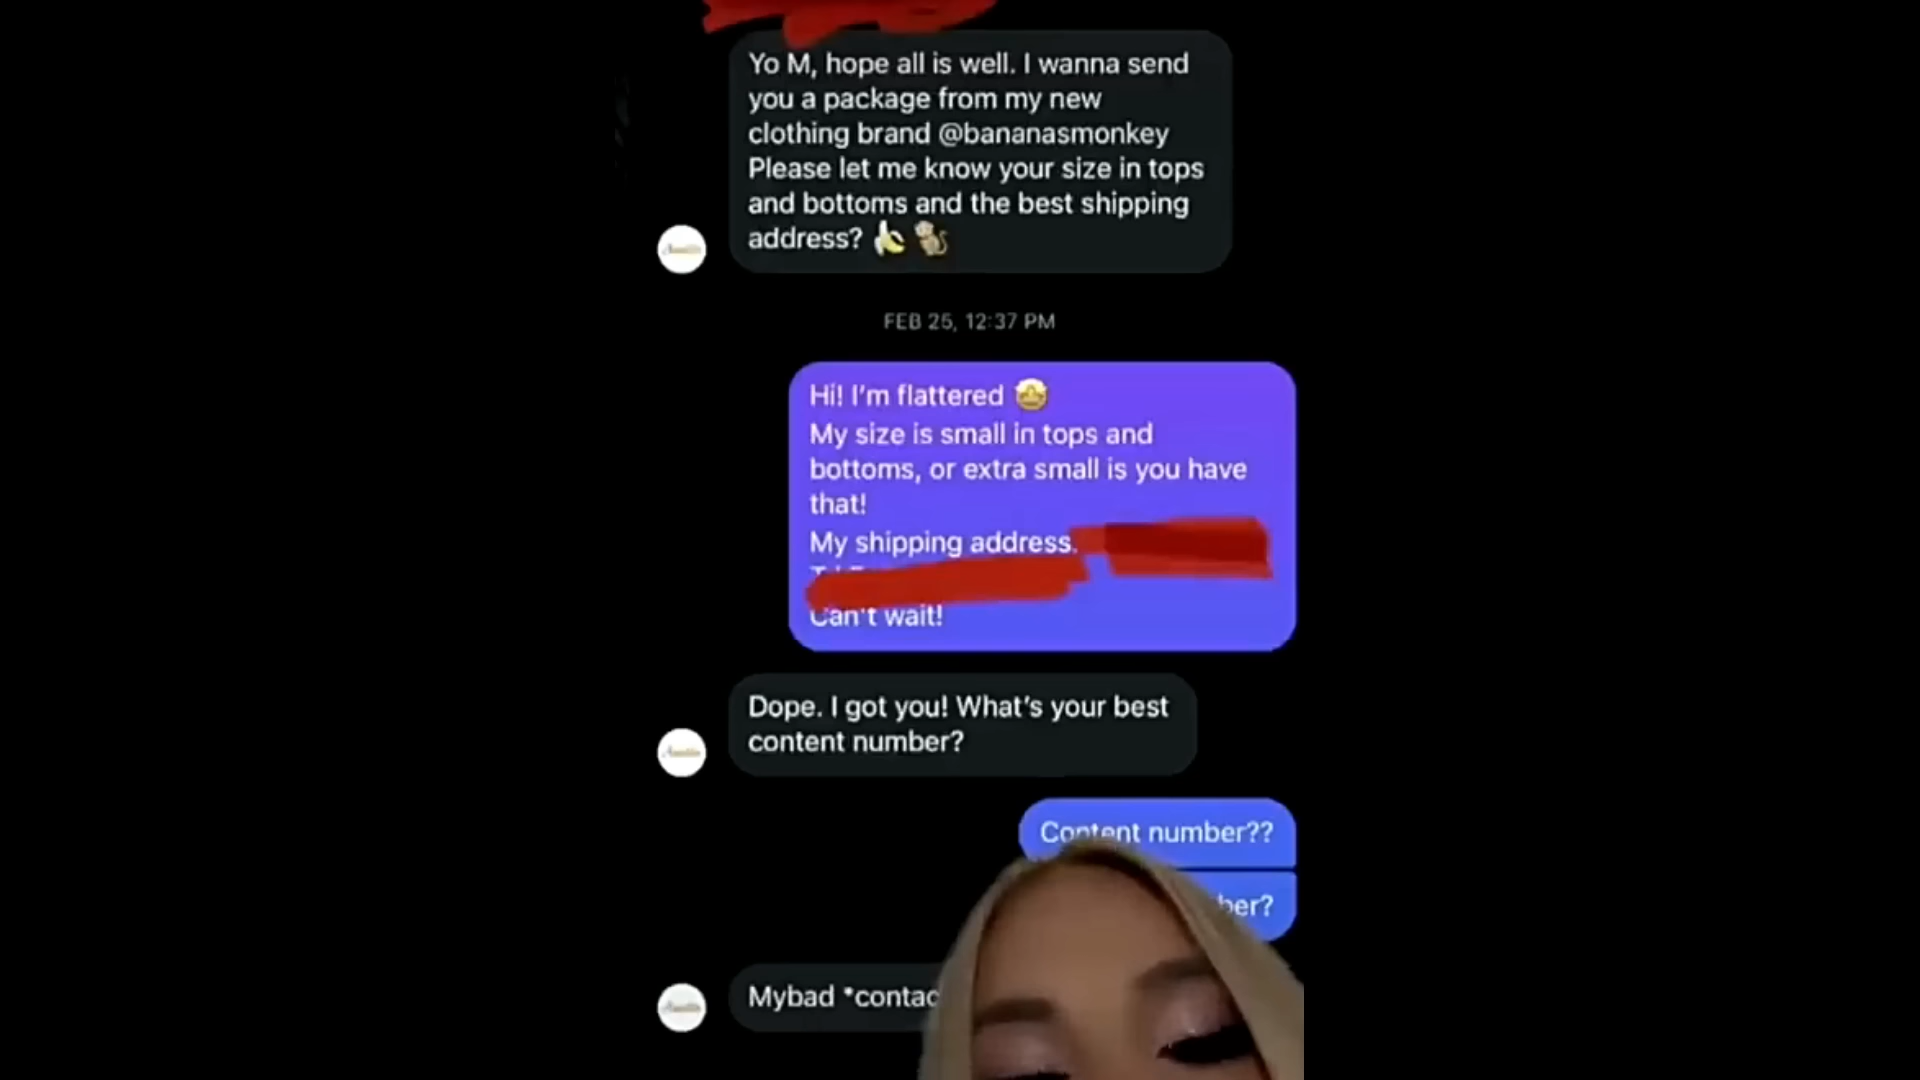 Yo M, hope all is well. I wanna send
you a package from my new
clothing brand @bananasmonkey
Please let me know your size in tops
and bottoms and the best shipping
address? 🍌🐒
FEB 25, 12:37 PM
Hi! I'm flattered 🤩
My size is small in tops and
bottoms, or extra small is you have
that!
My shipping address
Can't wait!
Dope. I got you! What's your best
content number?
Content number??
Mybad